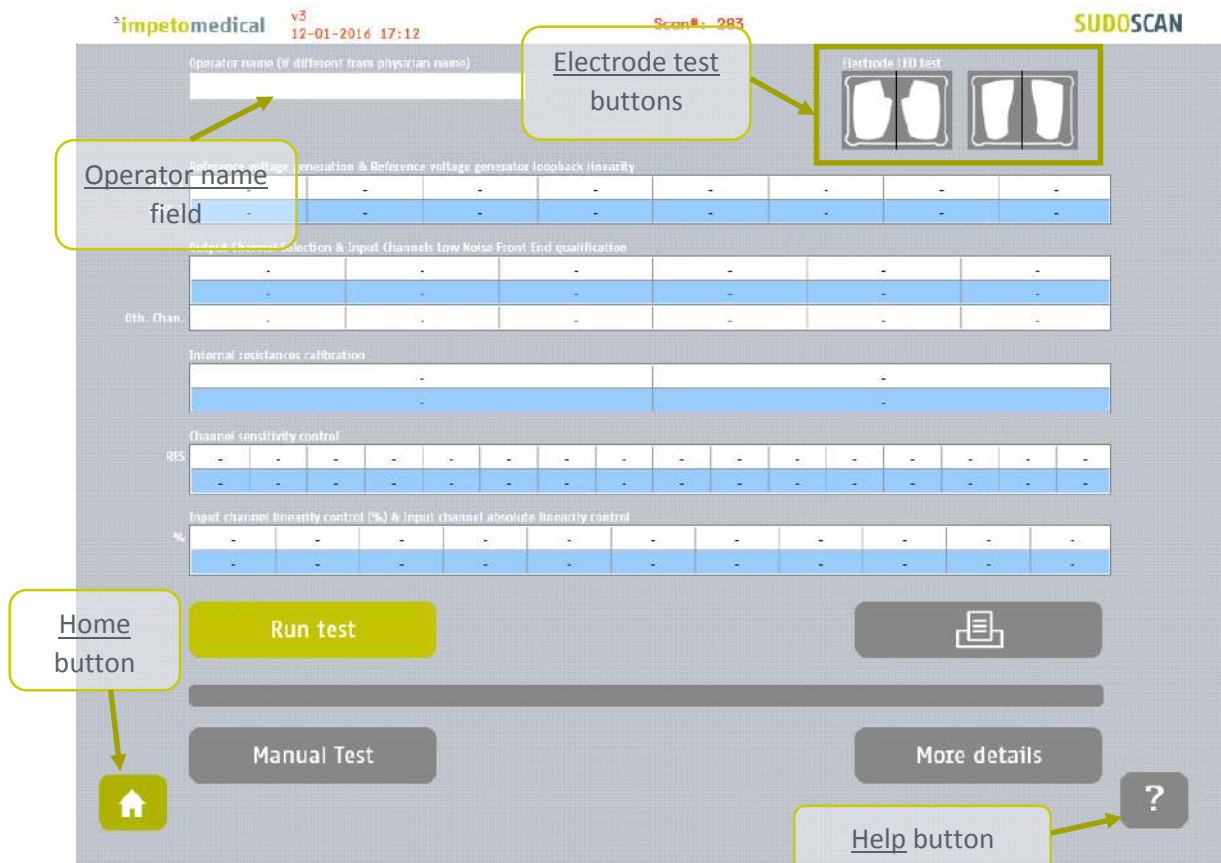 impetomedical
v3
12-01-2016 17:12
Scan#: 283
SUDOSCAN
Operator name (if different from physician name)
Electrode test
buttons
Electrode LED test
Operator name
field
Reference voltage generation & Reference voltage generator loopback linearity
- - - - - - - -
- - - - - - - -
Output Channel Selection & Input Channels Low Noise Front End qualification
- - - - - -
- - - - - -
Oth. Chan. - - - - - -
Internal resistances calibration
- -
- -
Channel sensitivity control
RES - - - - - - - - - - - - - - - -
- - - - - - - - - - - - - - - -
Input channel linearity control (%) & Input channel absolute linearity control
% - - - - - - - - - - -
- - - - - - - - - - -
Home
button
Run test
Manual Test
More details
?
Help button